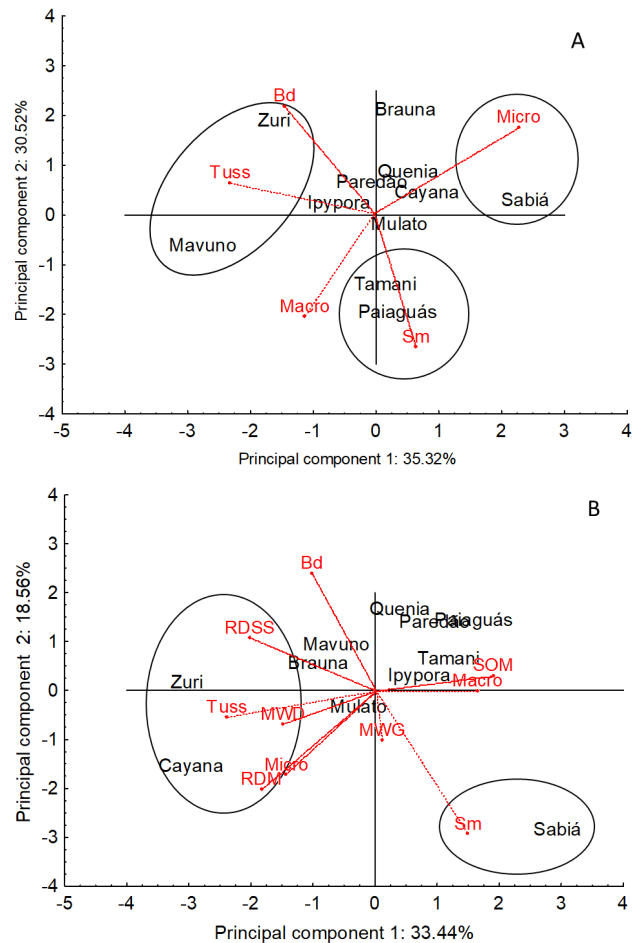 A
4
3
2
1
0
-1
-2
-3
-4
Principal component 2: 30.52%
Bd
Zuri
Brauna
Micro
Tuss
Quenia
Paredão
Cayana
Ipypora
Sabiá
Mulato
Mavuno
Tamani
Macro
Paiaguás
Sm
-5 -4 -3 -2 -1 0 1 2 3 4
Principal component 1: 35.32%
B
4
3
2
1
0
-1
-2
-3
-4
Principal component 2: 18.56%
Bd
Quenia
Paredão
Paiaguás
RDSS
Mavuno
Brauna
Tamani
SOM
Ipypora
Macro
Zuri
Tuss
MWD
Mulato
MWG
Cayana
Micro
RDM
Sm
Sabiá
-5 -4 -3 -2 -1 0 1 2 3 4
Principal component 1: 33.44%